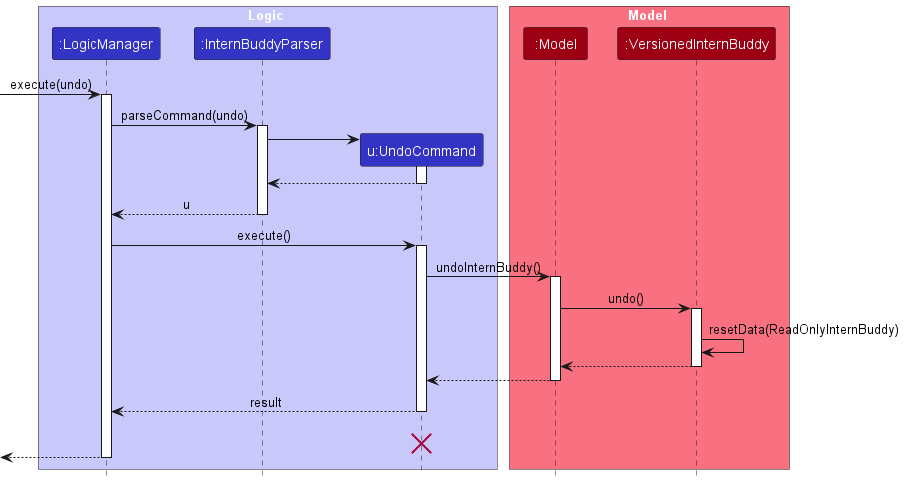 Logic
Model
:LogicManager
:InternBuddyParser
:Model
:VersionedInternBuddy
execute(undo)
parseCommand(undo)
u:UndoCommand
u
execute()
undoInternBuddy()
undo()
resetData(ReadOnlyInternBuddy)
result